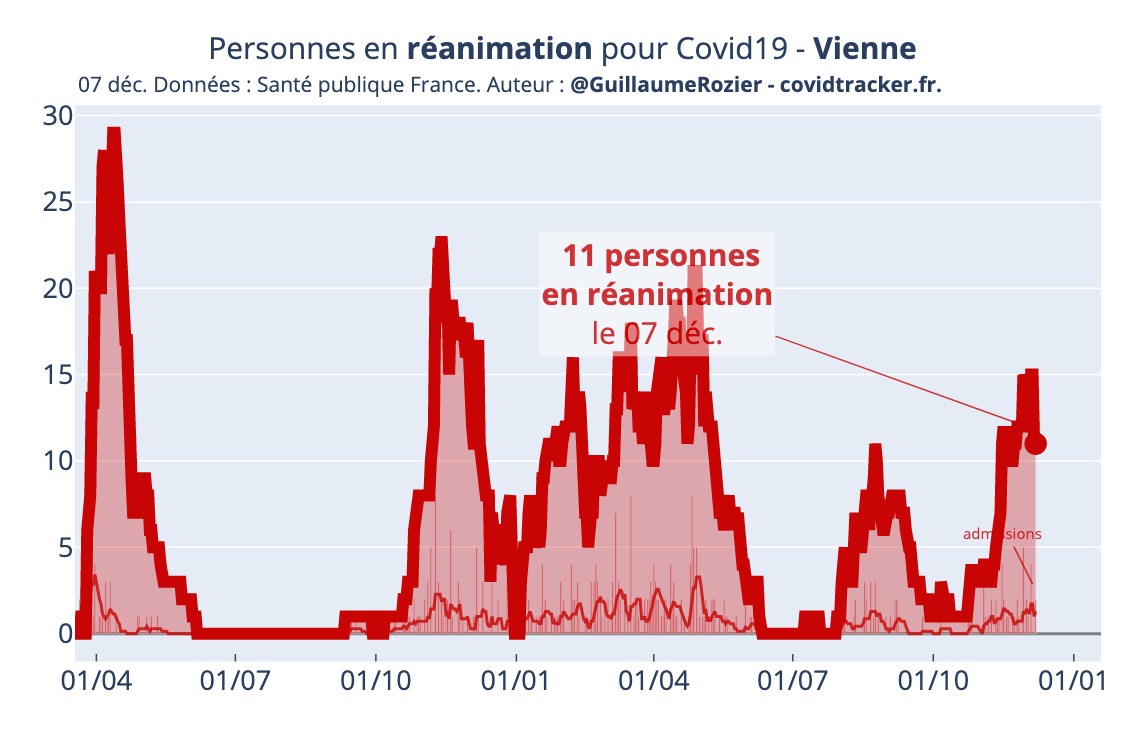 Personnes en réanimation pour Covid19 - Vienne
07 déc. Données : Santé publique France. Auteur : @GuillaumeRozier - covidtracker.fr.
30
25
20
15
10
5
0
11 personnes
en réanimation
le 07 déc.
admissions
01/04 01/07 01/10 01/01 01/04 01/07 01/10 01/01